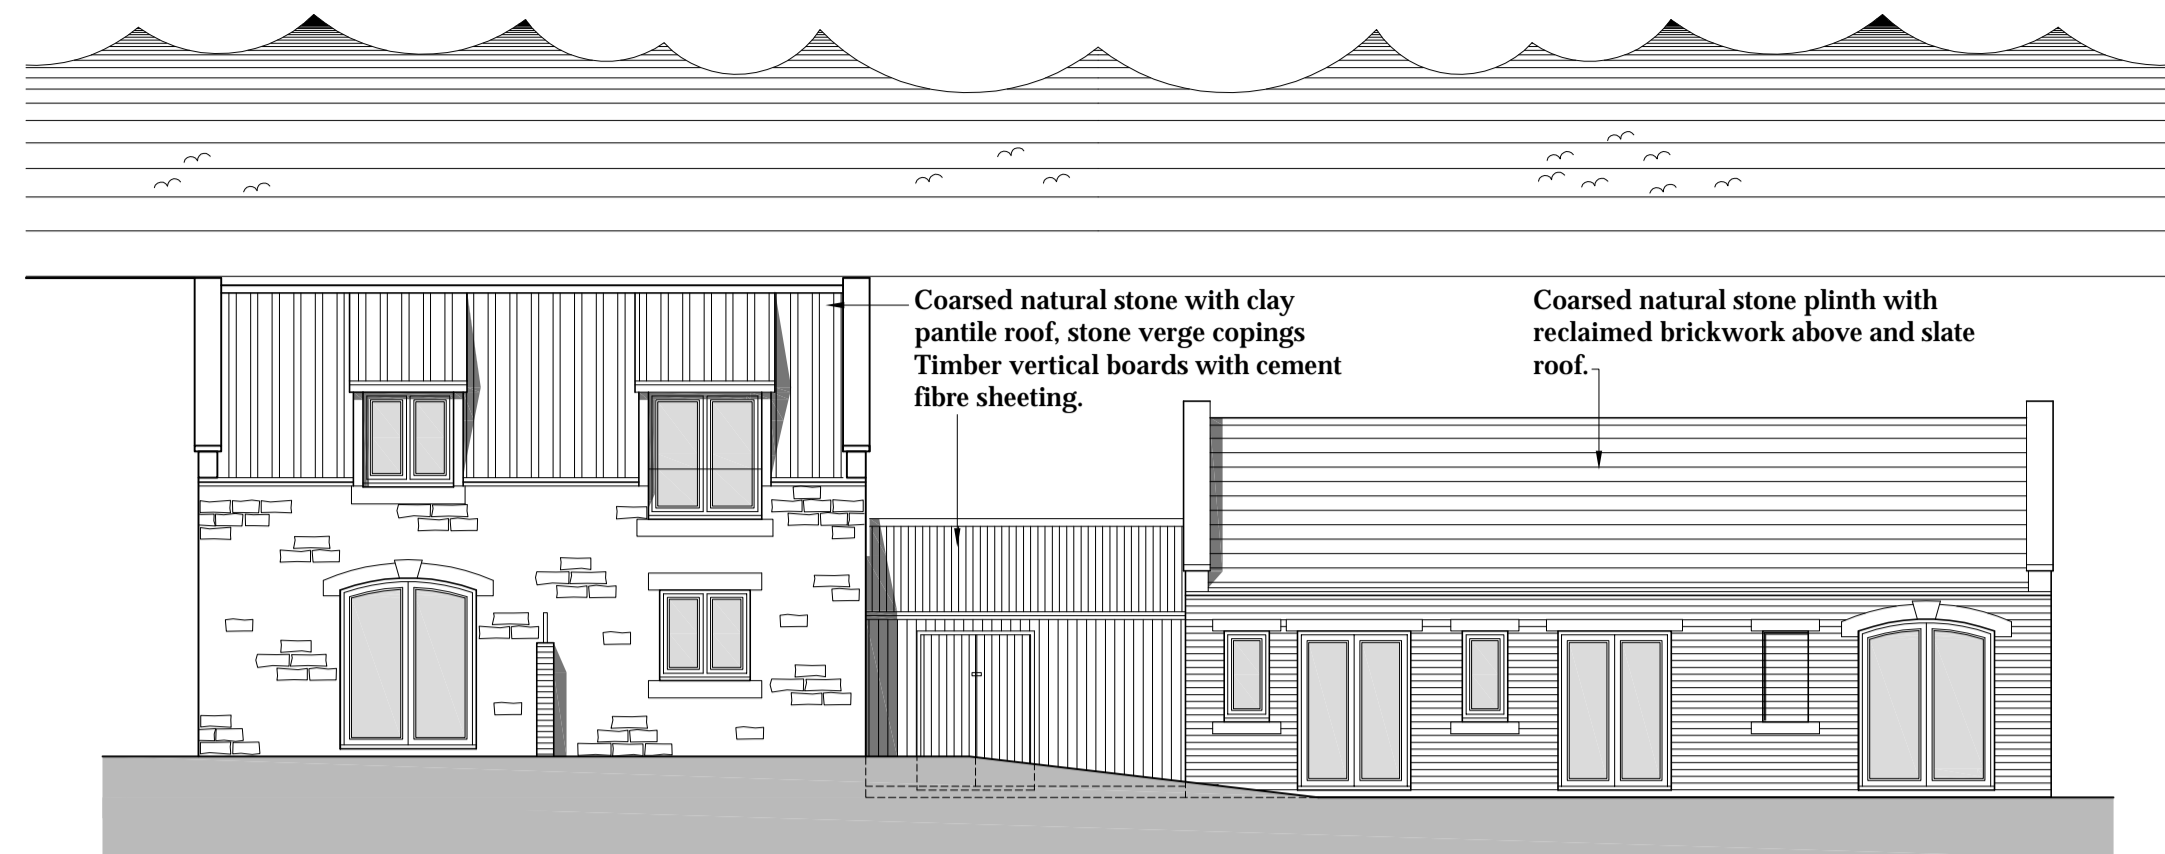 Coarsed natural stone with clay
pantile roof, stone verge copings
Timber vertical boards with cement
fibre sheeting.
Coarsed natural stone plinth with
reclaimed brickwork above and slate
roof.